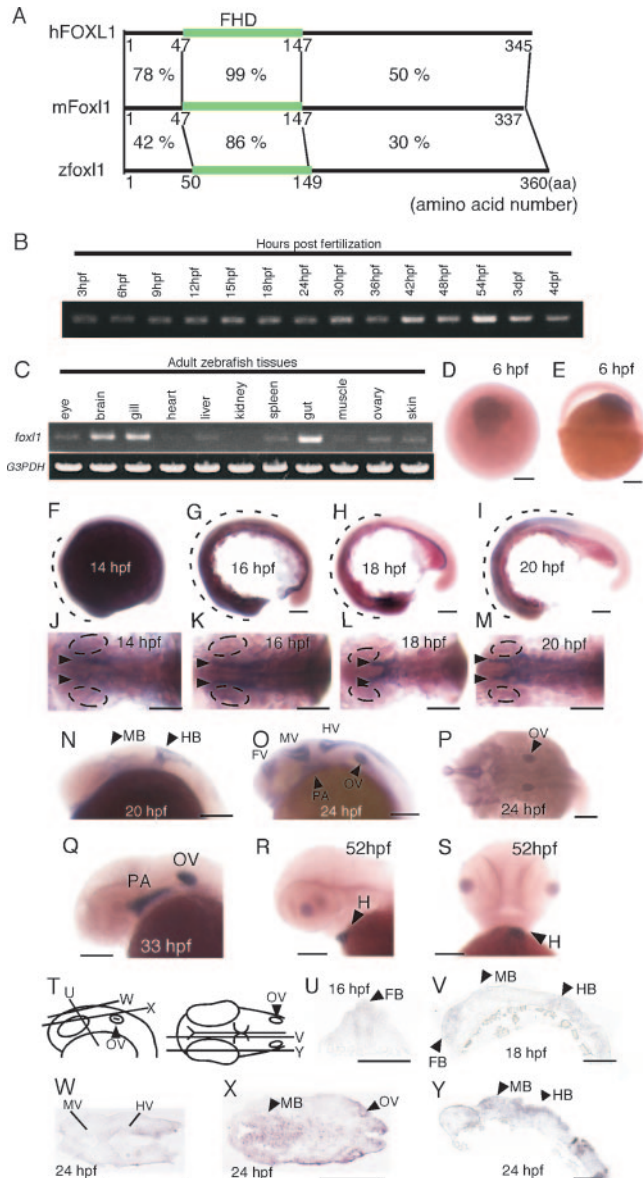 A
FHD
hFOXL1
1 47 147 345
78 % 99 % 50 %
mFoxl1
1 47 147 337
42 % 86 % 30 %
zfoxl1
1 50 149 360(aa)
(amino acid number)
B
Hours post fertilization
3hpf 6hpf 9hpf 12hpf 15hpf 18hpf 24hpf 30hpf 36hpf 42hpf 48hpf 54hpf 3dpf 4dpf
C
Adult zebrafish tissues
eye brain gill heart liver kidney spleen gut muscle ovary skin
foxl1
G3PDH
D 6 hpf
E 6 hpf
F 14 hpf
G 16 hpf
H 18 hpf
I 20 hpf
J 14 hpf
K 16 hpf
L 18 hpf
M 20 hpf
N MB HB
20 hpf
O FV MV HV
PA OV
24 hpf
P OV
24 hpf
Q PA OV
33 hpf
R 52hpf
H
S 52hpf
H
T U W X
OV
OV
V
Y
U 16 hpf
FB
V MB HB
FB
18 hpf
W
MV HV
24 hpf
X MB OV
24 hpf
Y MB HB
24 hpf